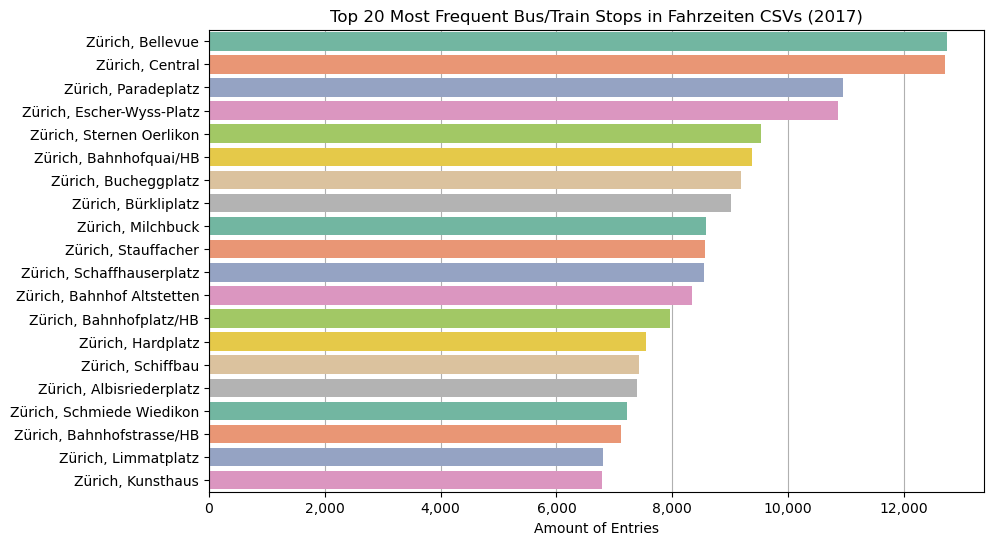 Top 20 Most Frequent Bus/Train Stops in Fahrzeiten CSVs (2017)
Zürich, Bellevue
Zürich, Central
Zürich, Paradeplatz
Zürich, Escher-Wyss-Platz
Zürich, Sternen Oerlikon
Zürich, Bahnhofquai/HB
Zürich, Bucheggplatz
Zürich, Bürkliplatz
Zürich, Milchbuck
Zürich, Stauffacher
Zürich, Schaffhauserplatz
Zürich, Bahnhof Altstetten
Zürich, Bahnhofplatz/HB
Zürich, Hardplatz
Zürich, Schiffbau
Zürich, Albisriederplatz
Zürich, Schmiede Wiedikon
Zürich, Bahnhofstrasse/HB
Zürich, Limmatplatz
Zürich, Kunsthaus
0 2,000 4,000 6,000 8,000 10,000 12,000
Amount of Entries